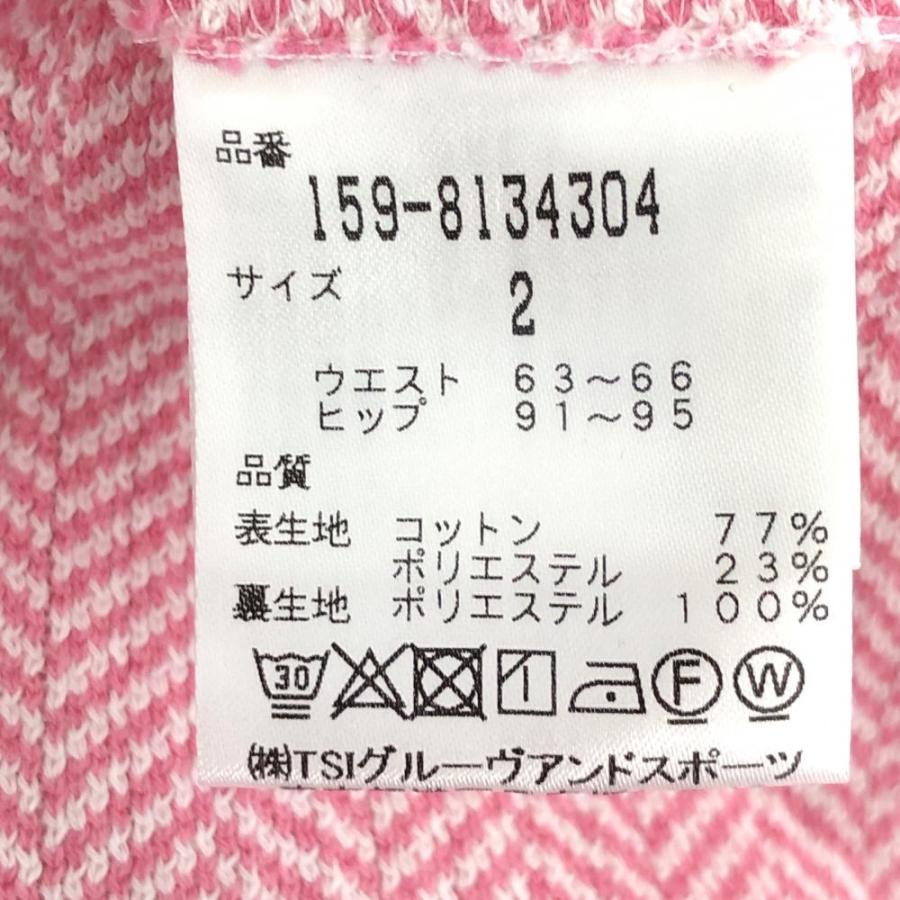 品番
159-8134304
サイズ
2
ウエスト 63～66
ヒップ 91～95
品質
表生地 コットン 77%
ポリエステル 23%
裏生地 ポリエステル 100%
30 F W
㈱TSIグルーヴアンドスポーツ